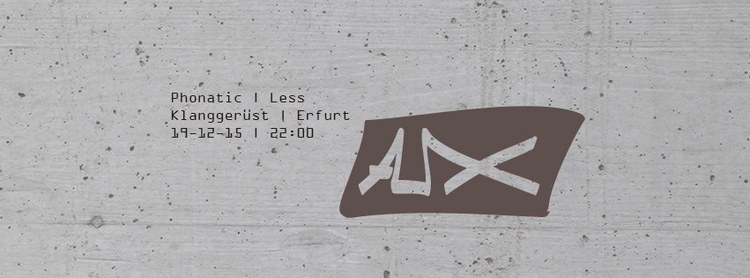 Phonatic | Less
Klanggerüst | Erfurt
19-12-15 | 22:00
AUX